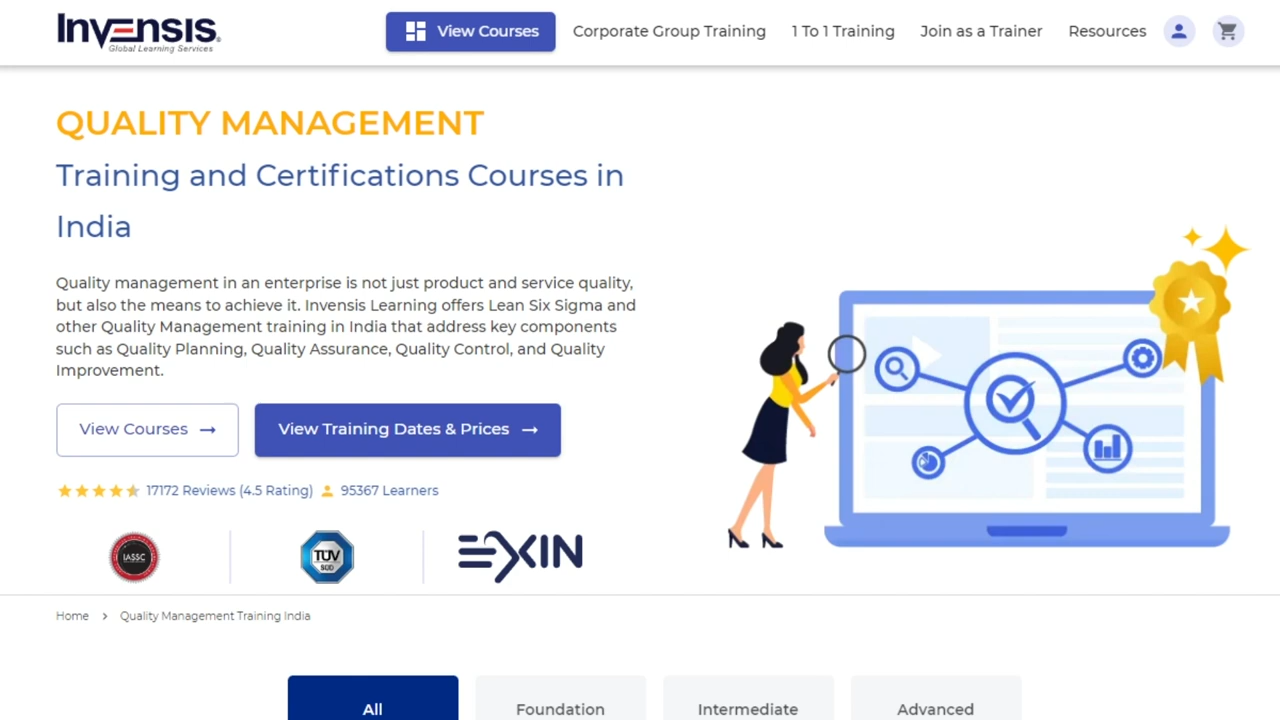 INVENSIS®
Global Learning Services
View Courses
Corporate Group Training
1 To 1 Training
Join as a Trainer
Resources
QUALITY MANAGEMENT
Training and Certifications Courses in
India
Quality management in an enterprise is not just product and service quality,
but also the means to achieve it. Invensis Learning offers Lean Six Sigma and
other Quality Management training in India that address key components
such as Quality Planning, Quality Assurance, Quality Control, and Quality
Improvement.
View Courses →
View Training Dates & Prices →
17172 Reviews (4.5 Rating)
95367 Learners
IASSC
TÜV
SÜD
EXIN
Home > Quality Management Training India
All
Foundation
Intermediate
Advanced